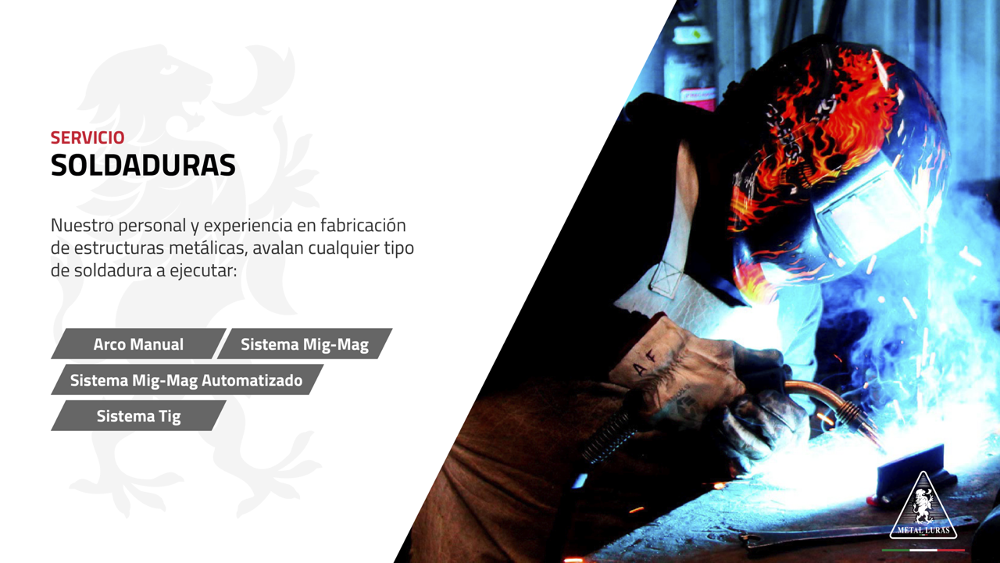 SERVICIO
SOLDADURAS
Nuestro personal y experiencia en fabricación
de estructuras metálicas, avalan cualquier tipo
de soldadura a ejecutar:
Arco Manual
Sistema Mig-Mag
Sistema Mig-Mag Automatizado
Sistema Tig
A F
METAL LURAS